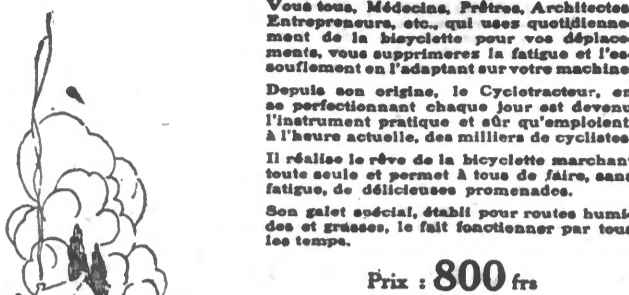 Vous tous, Médecins, Prêtres, Architectes
Entrepreneurs, etc., qui usez quotidienne-
ment de la bicyclette pour vos déplace-
ments, vous supprimerez la fatigue et l'es-
souflement en l'adaptant sur votre machine
Depuis son origine, le Cyclotracteur, en
se perfectionnant chaque jour est devenu
l'instrument pratique et sûr qu'emploient
à l'heure actuelle, des milliers de cyclistes
Il réalise le rêve de la bicyclette marchan
toute seule et permet à tous de faire, sans
fatigue, de délicieuses promenades.
Son galet spécial, établi pour routes humi-
des et grasses, le fait fonctionner par tous
les temps.
Prix : 800 frs